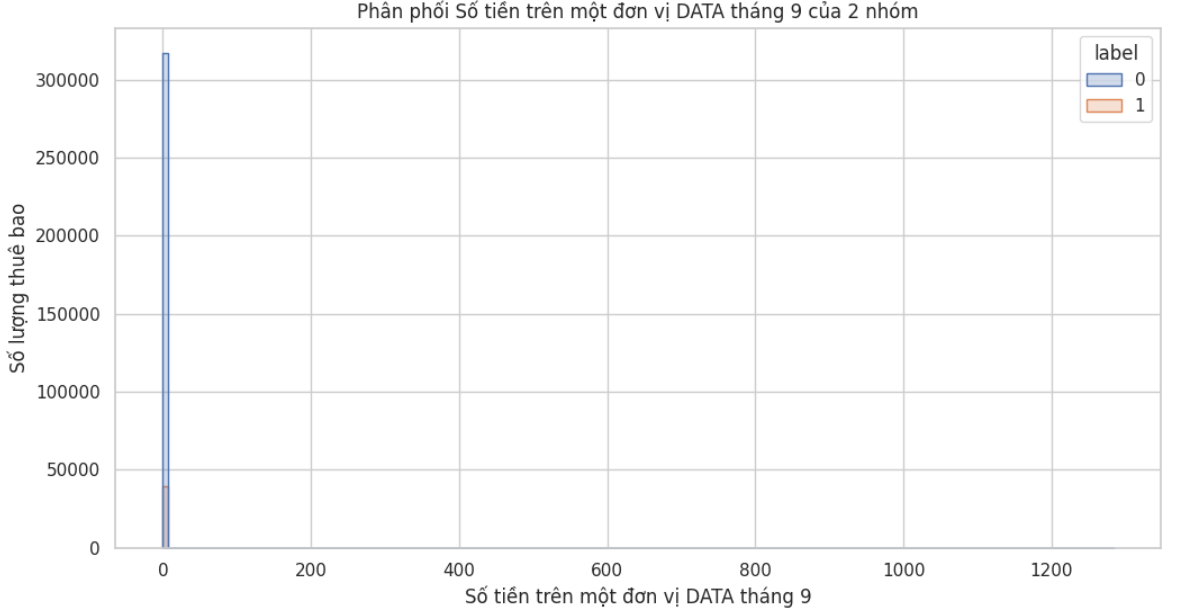 Phân phối Số tiền trên một đơn vị DATA tháng 9 của 2 nhóm
label
0
1
300000
250000
200000
150000
100000
50000
0
Số lượng thuê bao
0 200 400 600 800 1000 1200
Số tiền trên một đơn vị DATA tháng 9